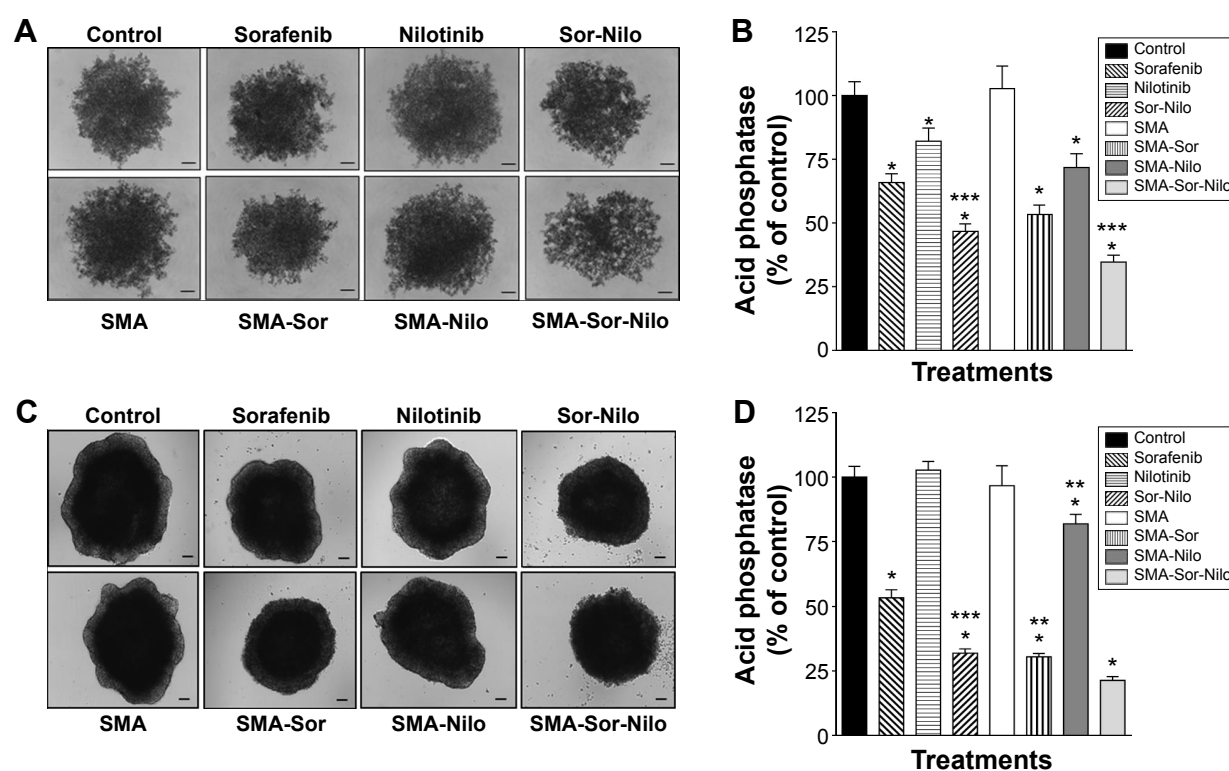 A
Control Sorafenib Nilotinib Sor-Nilo
SMA SMA-Sor SMA-Nilo SMA-Sor-Nilo
B
Acid phosphatase
(% of control)
125
100
75
50
25
0
*
*
***
*
*
*
***
*
Treatments
Control
Sorafenib
Nilotinib
Sor-Nilo
SMA
SMA-Sor
SMA-Nilo
SMA-Sor-Nilo
C
Control Sorafenib Nilotinib Sor-Nilo
SMA SMA-Sor SMA-Nilo SMA-Sor-Nilo
D
Acid phosphatase
(% of control)
125
100
75
50
25
0
*
***
*
**
*
**
*
*
Treatments
Control
Sorafenib
Nilotinib
Sor-Nilo
SMA
SMA-Sor
SMA-Nilo
SMA-Sor-Nilo